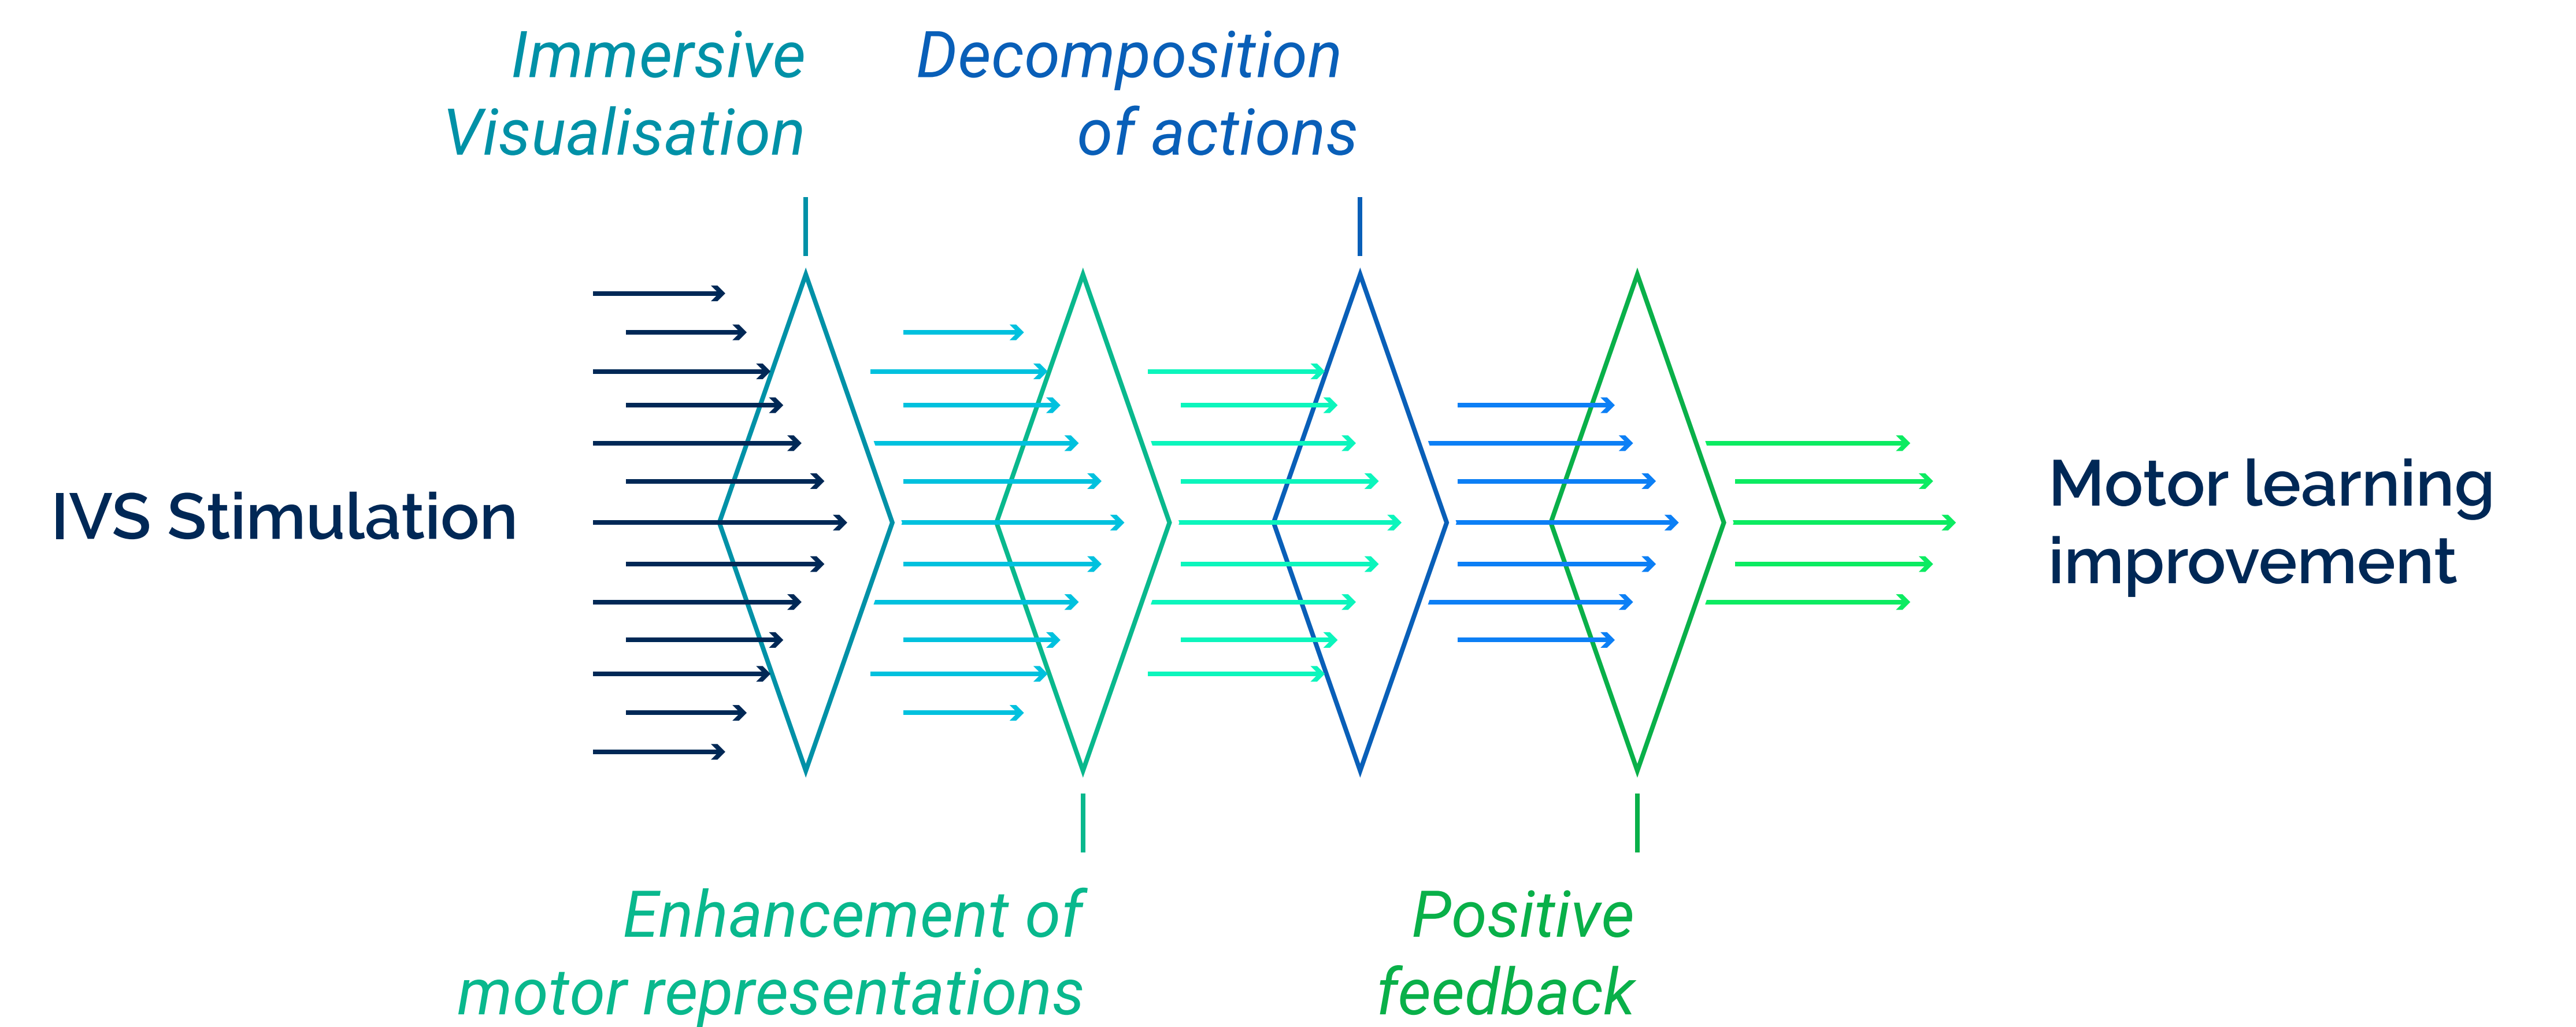 Immersive
Visualisation
Decomposition
of actions
IVS Stimulation
Motor learning
improvement
Enhancement of
motor representations
Positive
feedback